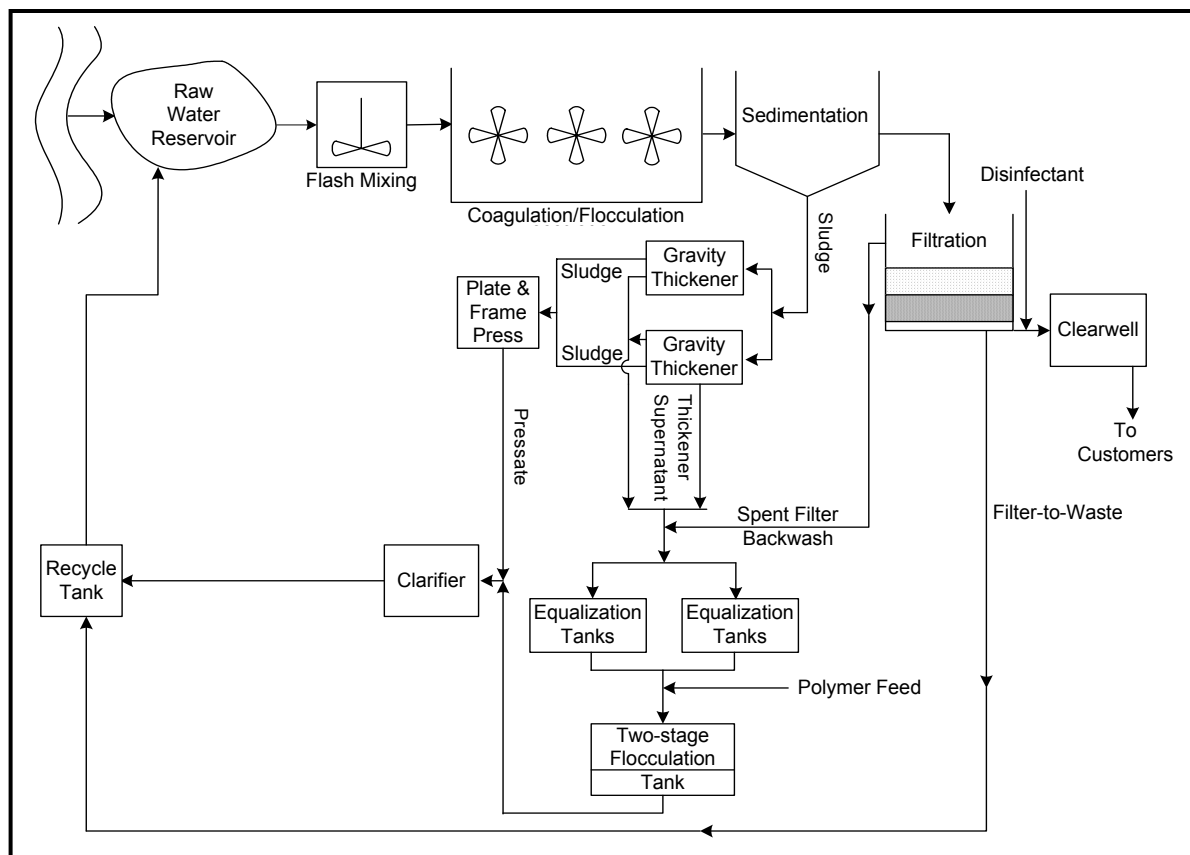 Raw
Water
Reservoir
Flash Mixing
Coagulation/Flocculation
Sedimentation
Disinfectant
Sludge
Filtration
Gravity
Thickener
Sludge
Plate &
Frame
Press
Gravity
Thickener
Sludge
Clearwell
To
Customers
Pressate
Thickener
Supernatant
Spent Filter
Backwash
Filter-to-Waste
Recycle
Tank
Clarifier
Equalization
Tanks
Equalization
Tanks
Polymer Feed
Two-stage
Flocculation
Tank